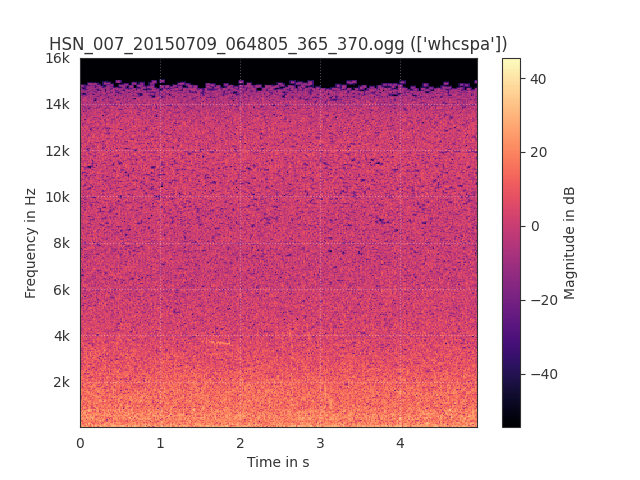 HSN_007_20150709_064805_365_370.ogg (['whcspa'])
16k
14k
12k
10k
8k
6k
4k
2k
Frequency in Hz
0
1
2
3
4
Time in s
40
20
0
−20
−40
Magnitude in dB